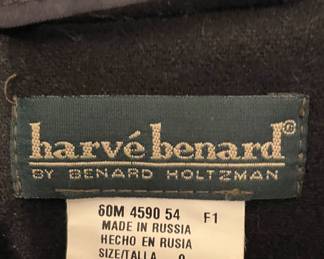 harvé benard®
BY BENARD HOLTZMAN
60M 4590 54 F1
MADE IN RUSSIA
HECHO EN RUSIA
SIZE/TALLA